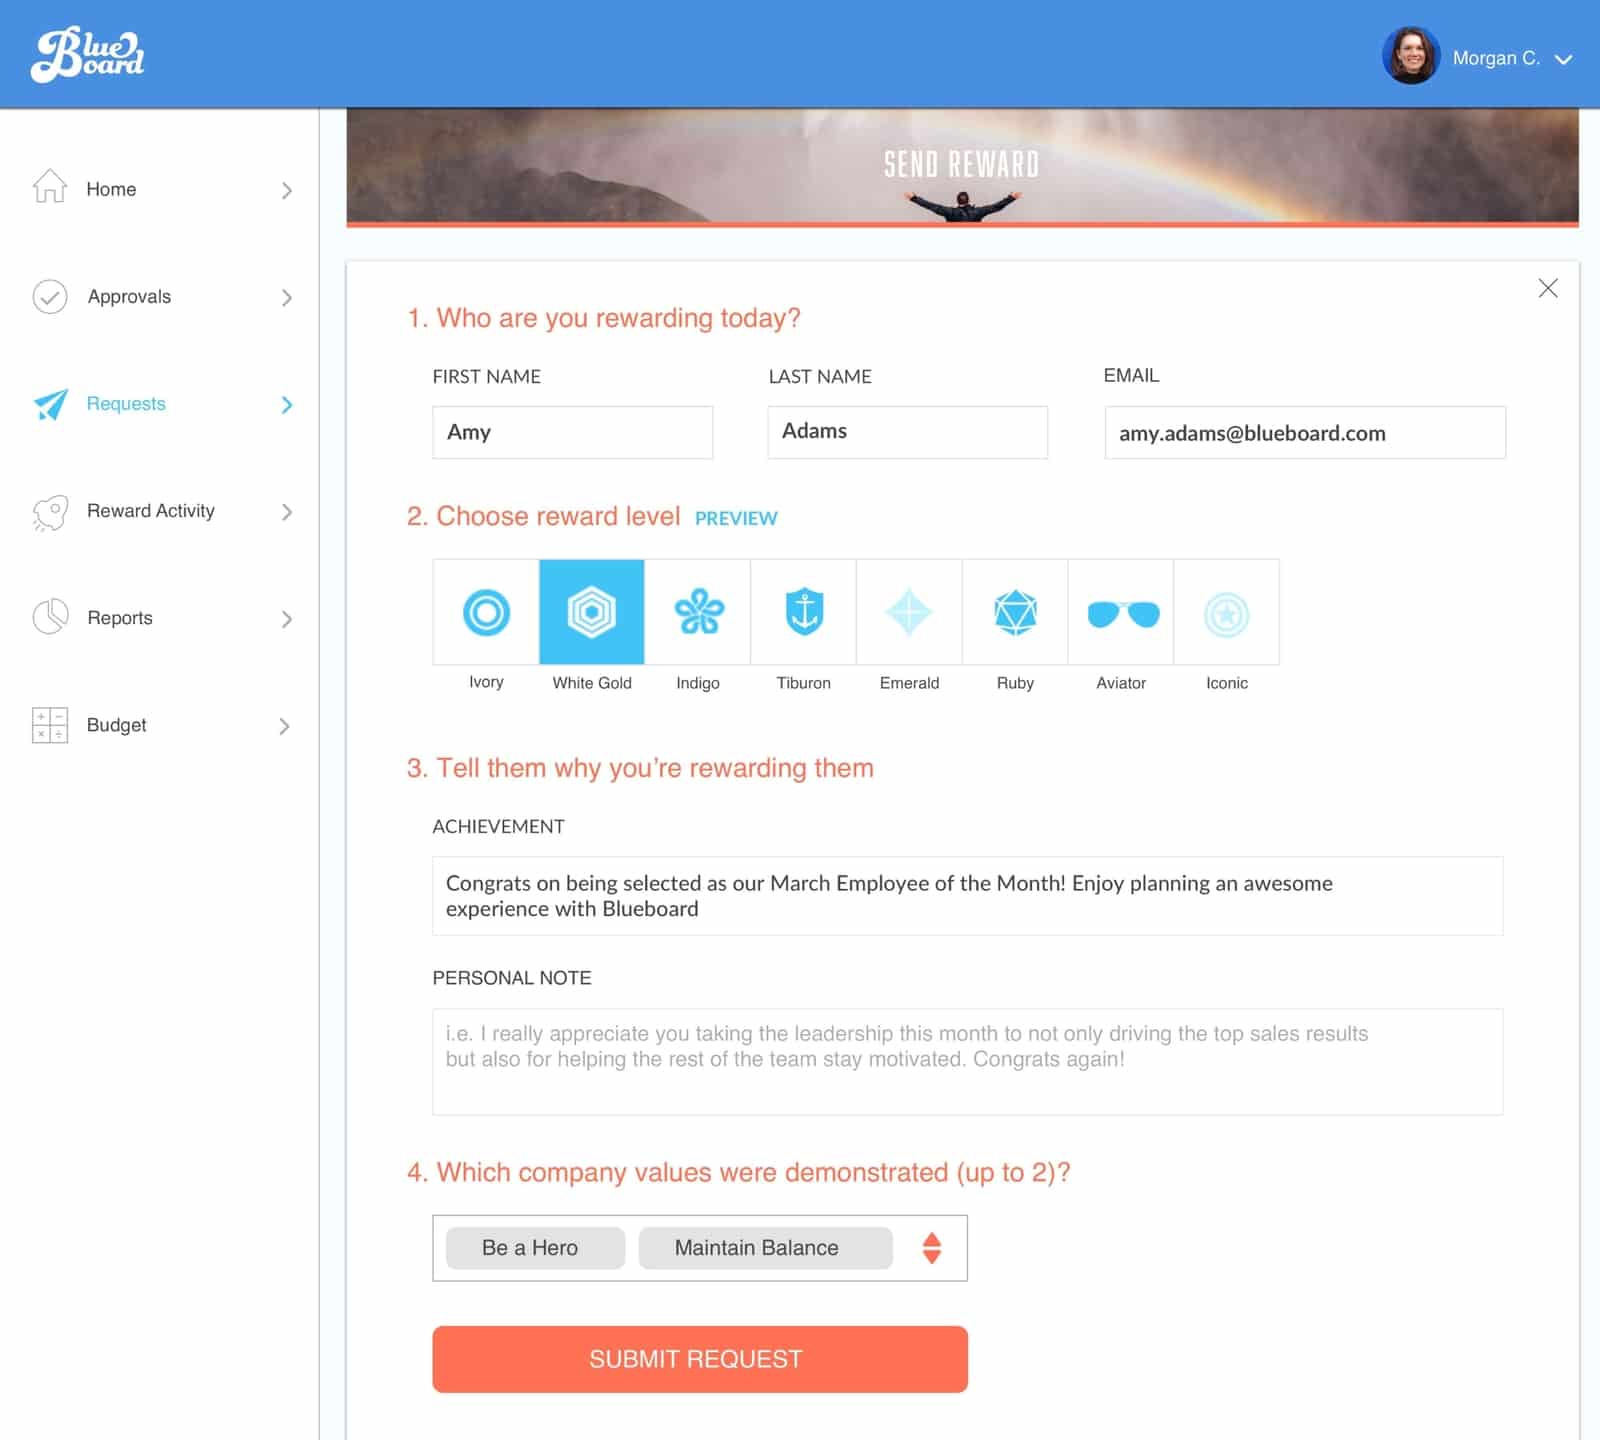 Blue
Board
Morgan C.
Home
Approvals
Requests
Reward Activity
Reports
Budget
SEND REWARD
1. Who are you rewarding today?
FIRST NAME
LAST NAME
EMAIL
Amy
Adams
amy.adams@blueboard.com
2. Choose reward level PREVIEW
Ivory
White Gold
Indigo
Tiburon
Emerald
Ruby
Aviator
Iconic
3. Tell them why you’re rewarding them
ACHIEVEMENT
Congrats on being selected as our March Employee of the Month! Enjoy planning an awesome
experience with Blueboard
PERSONAL NOTE
i.e. I really appreciate you taking the leadership this month to not only driving the top sales results
but also for helping the rest of the team stay motivated. Congrats again!
4. Which company values were demonstrated (up to 2)?
Be a Hero
Maintain Balance
SUBMIT REQUEST